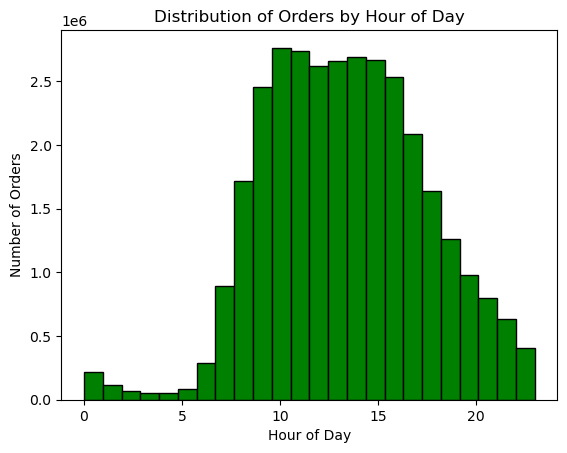 Distribution of Orders by Hour of Day
1e6
2.5
2.0
1.5
1.0
0.5
0.0
Number of Orders
0 5 10 15 20
Hour of Day